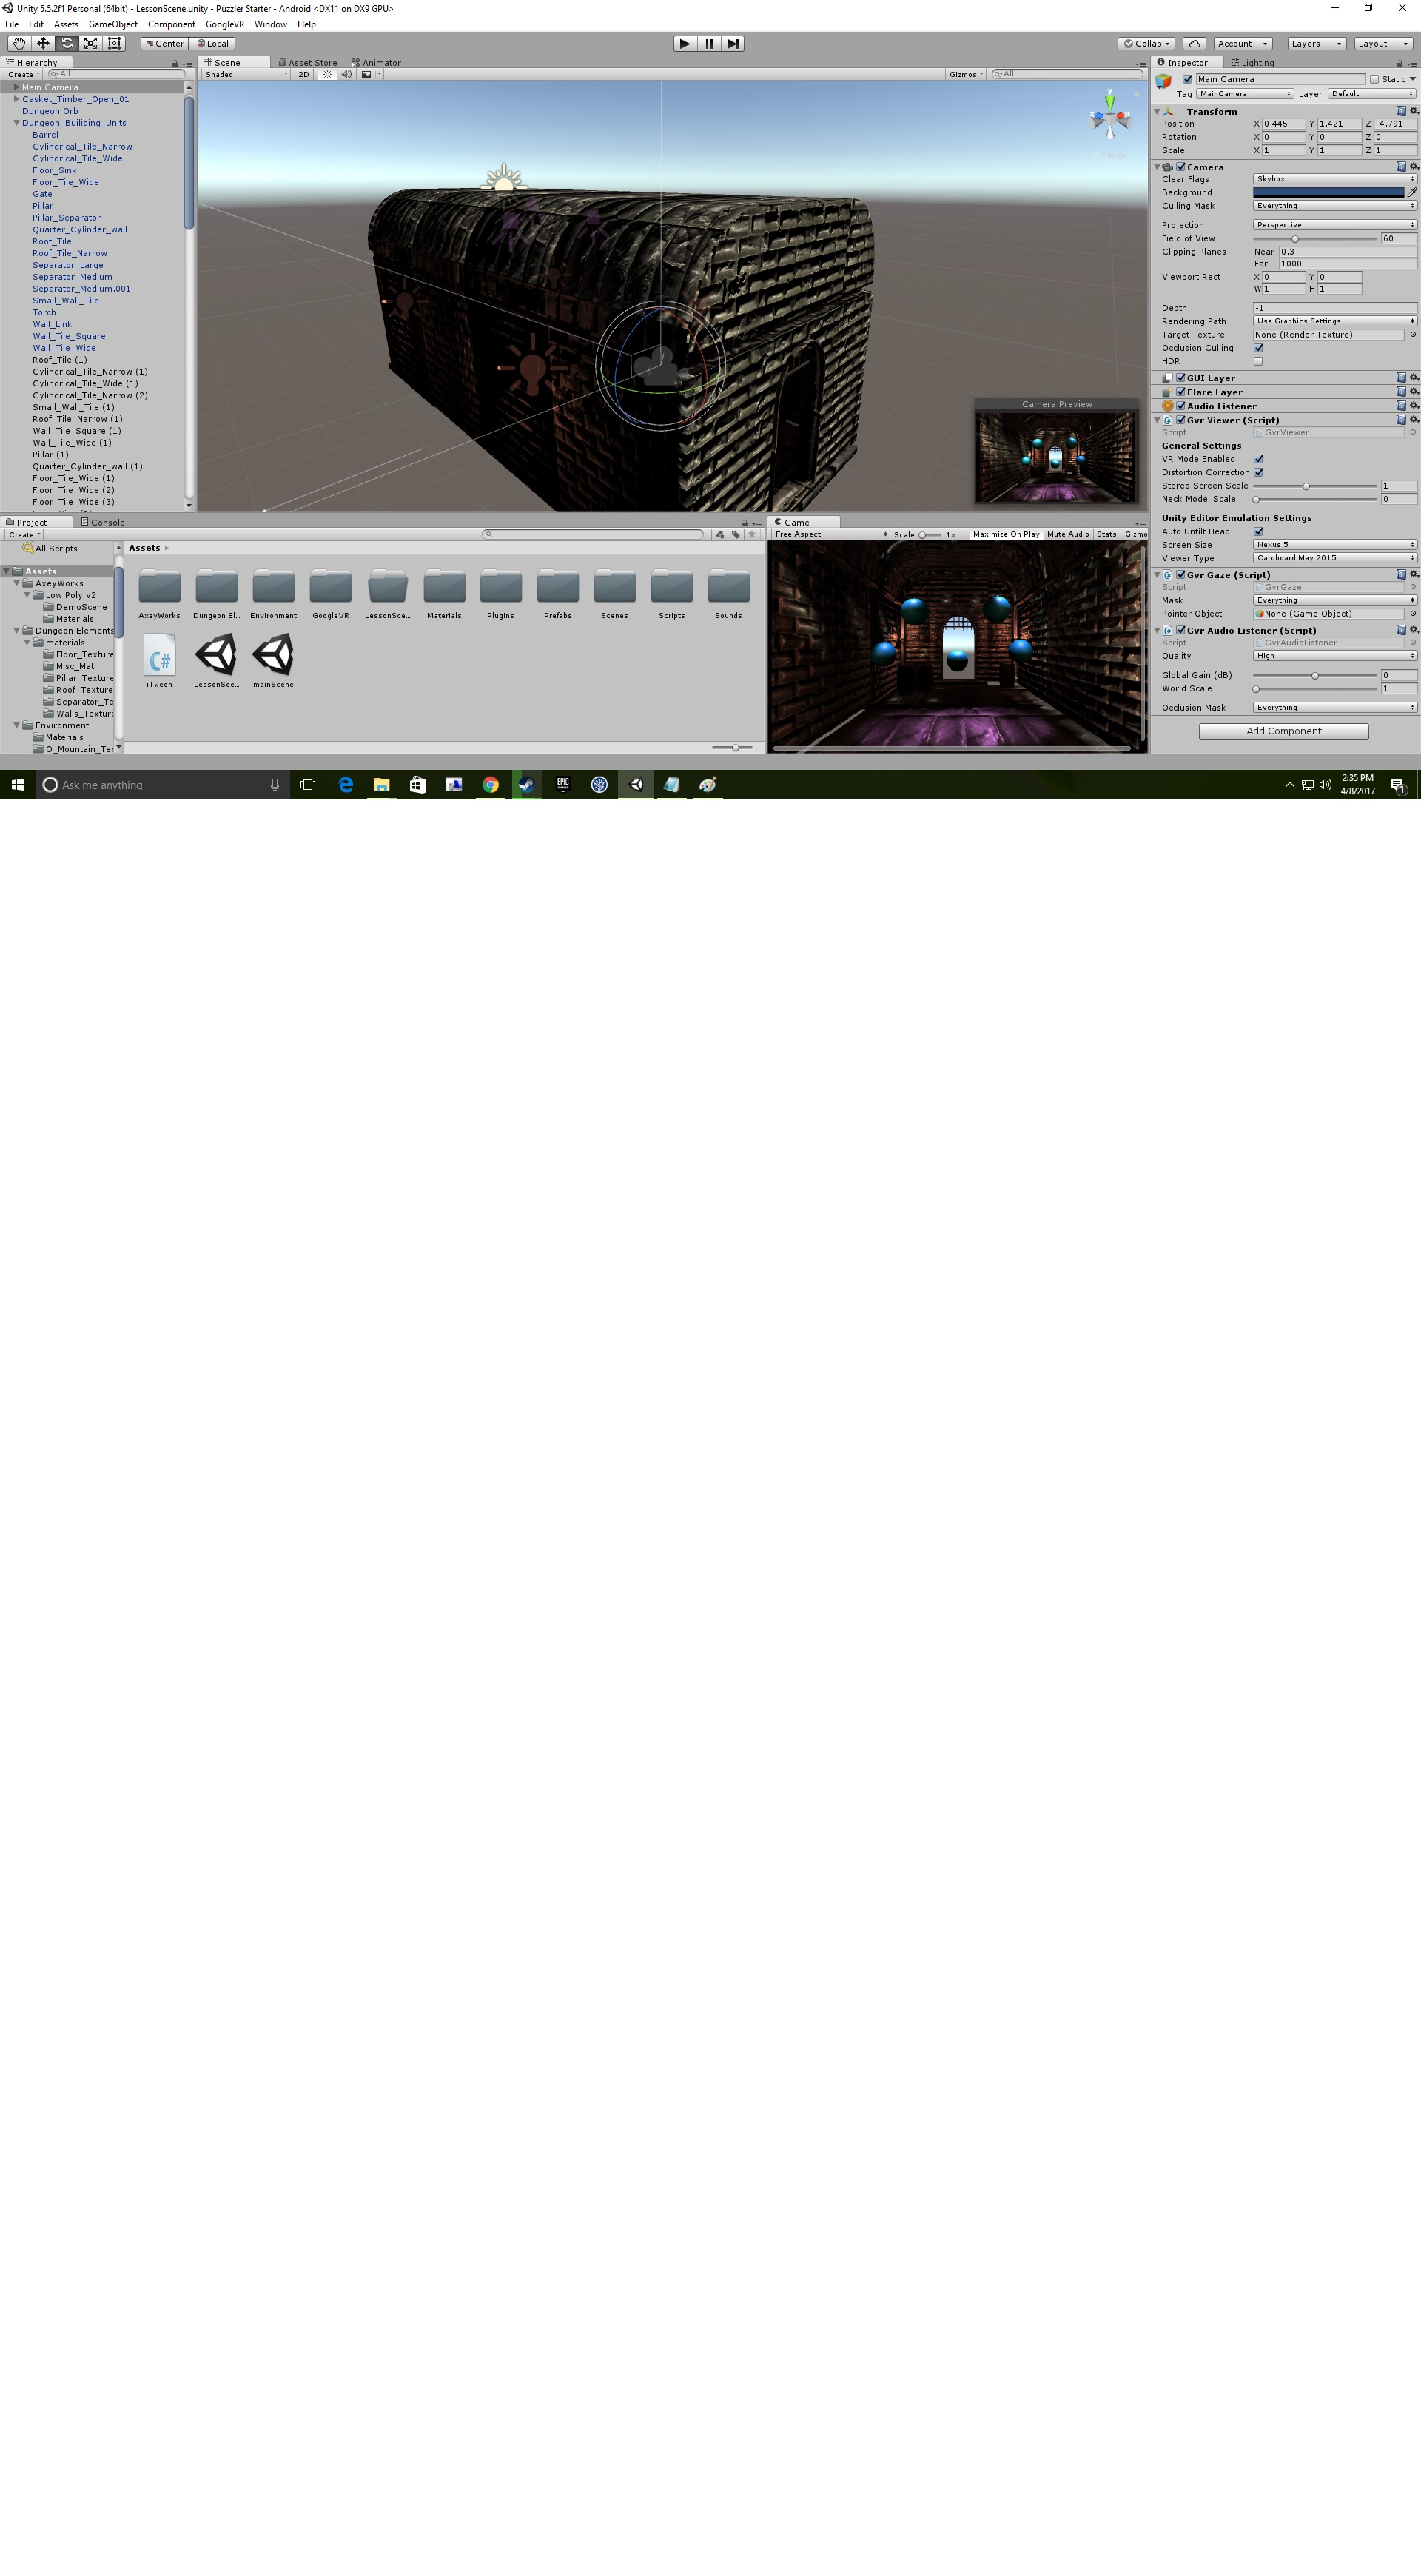 Unity 5.5.2f1 Personal (64bit) - LessonScene.unity - Puzzler Starter - Android <DX11 on DX9 GPU>
File Edit Assets GameObject Component GoogleVR Window Help
Center Local Collab Account Layers Layout
Hierarchy
Create All
Main Camera
Casket_Timber_Open_01
Dungeon Orb
Dungeon_Builiding_Units
Barrel
Cylindrical_Tile_Narrow
Cylindrical_Tile_Wide
Floor_Sink
Floor_Tile_Wide
Gate
Pillar
Pillar_Separator
Quarter_Cylinder_wall
Roof_Tile
Roof_Tile_Narrow
Separator_Large
Separator_Medium
Separator_Medium.001
Small_Wall_Tile
Torch
Wall_Link
Wall_Tile_Square
Wall_Tile_Wide
Roof_Tile (1)
Cylindrical_Tile_Narrow (1)
Cylindrical_Tile_Wide (1)
Cylindrical_Tile_Narrow (2)
Small_Wall_Tile (1)
Roof_Tile_Narrow (1)
Wall_Tile_Square (1)
Wall_Tile_Wide (1)
Pillar (1)
Quarter_Cylinder_wall (1)
Floor_Tile_Wide (1)
Floor_Tile_Wide (2)
Floor_Tile_Wide (3)
Scene Asset Store Animator
Shaded 2D Gizmos All
y
Persp
Camera Preview
Project Console
Create
All Scripts
Assets
AxeyWorks
Low Poly v2
DemoScene
Materials
Dungeon Elements
materials
Floor_Texture
Misc_Mat
Pillar_Texture
Roof_Texture
Separator_Te
Walls_Textur
Environment
Materials
O_Mountain_Te
Assets
AxeyWorks Dungeon El... Environment GoogleVR LessonSce... Materials Plugins Prefabs Scenes Scripts Sounds
C#
iTween LessonSce... mainScene
Game
Free Aspect Scale 1x Maximize On Play Mute Audio Stats Gizmo
Inspector Lighting
Main Camera Static
Tag MainCamera Layer Default
Transform
Position X 0.445 Y 1.421 Z -4.791
Rotation X 0 Y 0 Z 0
Scale X 1 Y 1 Z 1
Camera
Clear Flags Skybox
Background
Culling Mask Everything
Projection Perspective
Field of View 60
Clipping Planes Near 0.3
Far 1000
Viewport Rect X 0 Y 0
W 1 H 1
Depth -1
Rendering Path Use Graphics Settings
Target Texture None (Render Texture)
Occlusion Culling
HDR
GUI Layer
Flare Layer
Audio Listener
Gvr Viewer (Script)
Script GvrViewer
General Settings
VR Mode Enabled
Distortion Correction
Stereo Screen Scale 1
Neck Model Scale 0
Unity Editor Emulation Settings
Auto Untilt Head
Screen Size Nexus 5
Viewer Type Cardboard May 2015
Gvr Gaze (Script)
Script GvrGaze
Mask Everything
Pointer Object None (Game Object)
Gvr Audio Listener (Script)
Script GvrAudioListener
Quality High
Global Gain (dB) 0
World Scale 1
Occlusion Mask Everything
Add Component
Ask me anything
EPIC GAMES
2:35 PM
4/8/2017
1